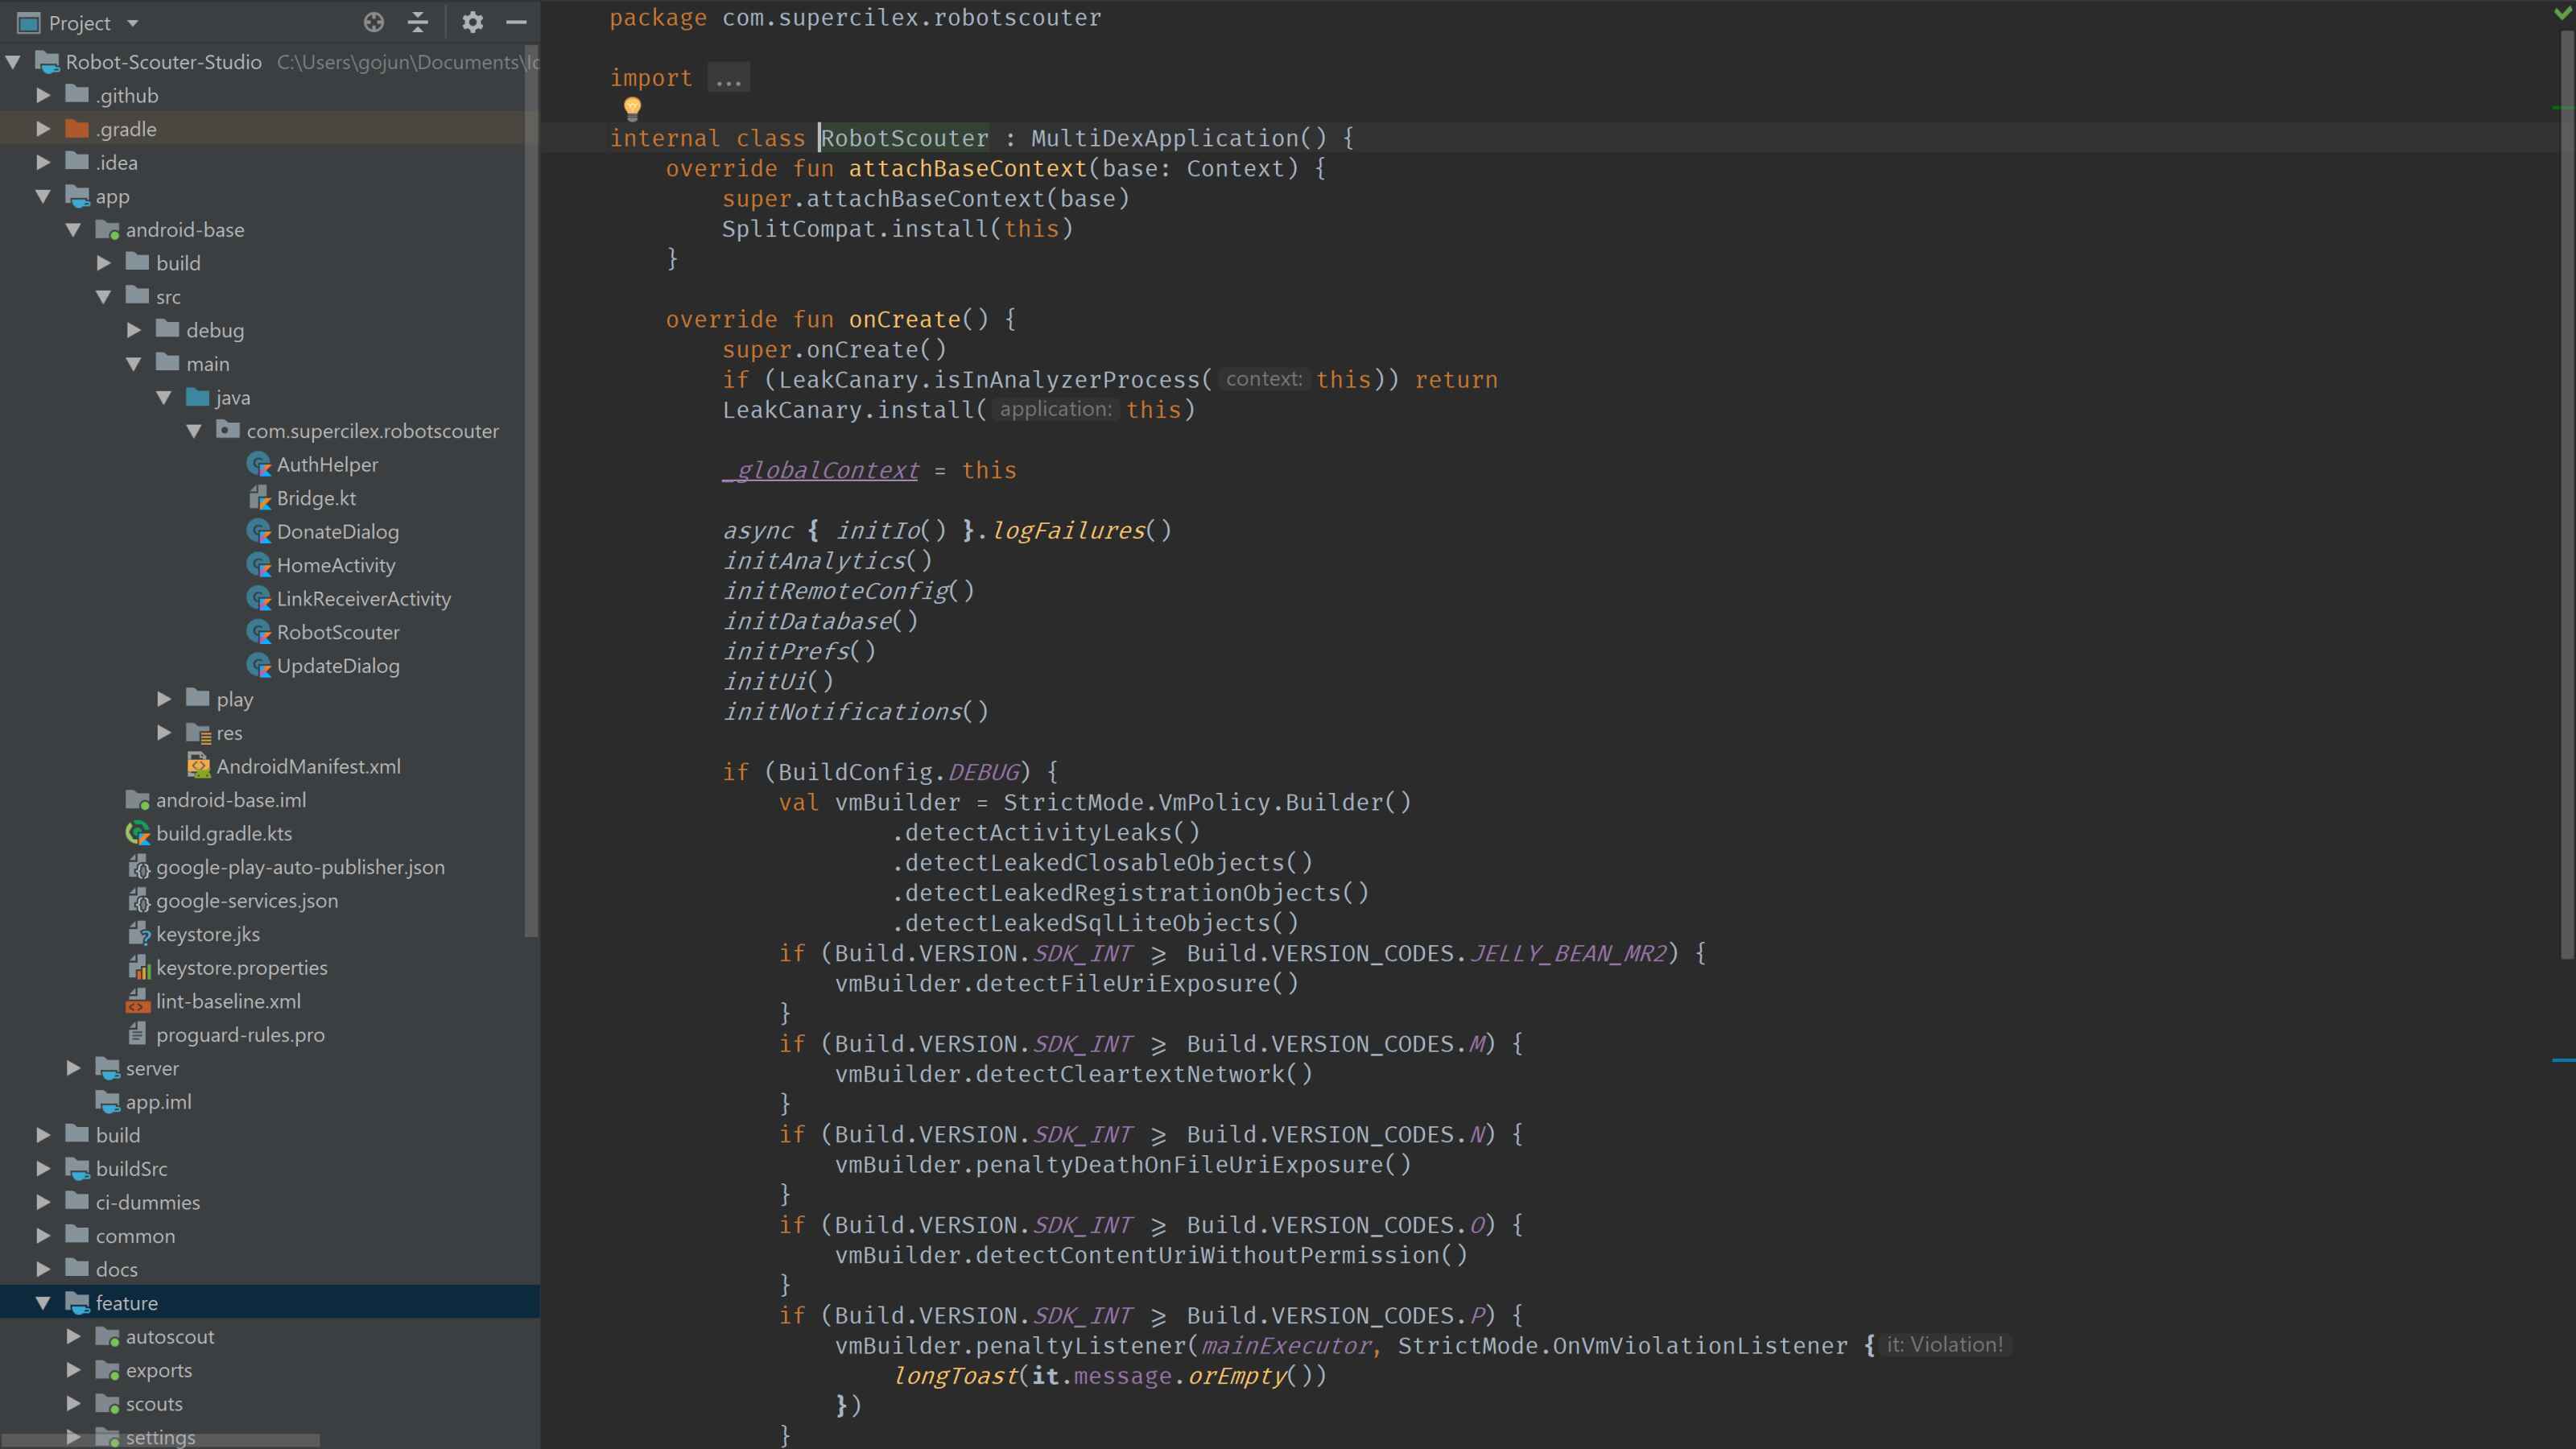 Project
Robot-Scouter-Studio C:\Users\gojun\Documents\Id
.github
.gradle
.idea
app
android-base
build
src
debug
main
java
com.supercilex.robotscouter
AuthHelper
Bridge.kt
DonateDialog
HomeActivity
LinkReceiverActivity
RobotScouter
UpdateDialog
play
res
AndroidManifest.xml
android-base.iml
build.gradle.kts
google-play-auto-publisher.json
google-services.json
keystore.jks
keystore.properties
lint-baseline.xml
proguard-rules.pro
server
app.iml
build
buildSrc
ci-dummies
common
docs
feature
autoscout
exports
scouts
settings
package com.supercilex.robotscouter
import ...
internal class RobotScouter : MultiDexApplication() {
override fun attachBaseContext(base: Context) {
super.attachBaseContext(base)
SplitCompat.install(this)
}
override fun onCreate() {
super.onCreate()
if (LeakCanary.isInAnalyzerProcess( context: this)) return
LeakCanary.install( application: this)
_globalContext = this
async { initIo() }.logFailures()
initAnalytics()
initRemoteConfig()
initDatabase()
initPrefs()
initUi()
initNotifications()
if (BuildConfig.DEBUG) {
val vmBuilder = StrictMode.VmPolicy.Builder()
.detectActivityLeaks()
.detectLeakedClosableObjects()
.detectLeakedRegistrationObjects()
.detectLeakedSqlLiteObjects()
if (Build.VERSION.SDK_INT ⩾ Build.VERSION_CODES.JELLY_BEAN_MR2) {
vmBuilder.detectFileUriExposure()
}
if (Build.VERSION.SDK_INT ⩾ Build.VERSION_CODES.M) {
vmBuilder.detectCleartextNetwork()
}
if (Build.VERSION.SDK_INT ⩾ Build.VERSION_CODES.N) {
vmBuilder.penaltyDeathOnFileUriExposure()
}
if (Build.VERSION.SDK_INT ⩾ Build.VERSION_CODES.O) {
vmBuilder.detectContentUriWithoutPermission()
}
if (Build.VERSION.SDK_INT ⩾ Build.VERSION_CODES.P) {
vmBuilder.penaltyListener(mainExecutor, StrictMode.OnVmViolationListener { it: Violation!
longToast(it.message.orEmpty())
})
}